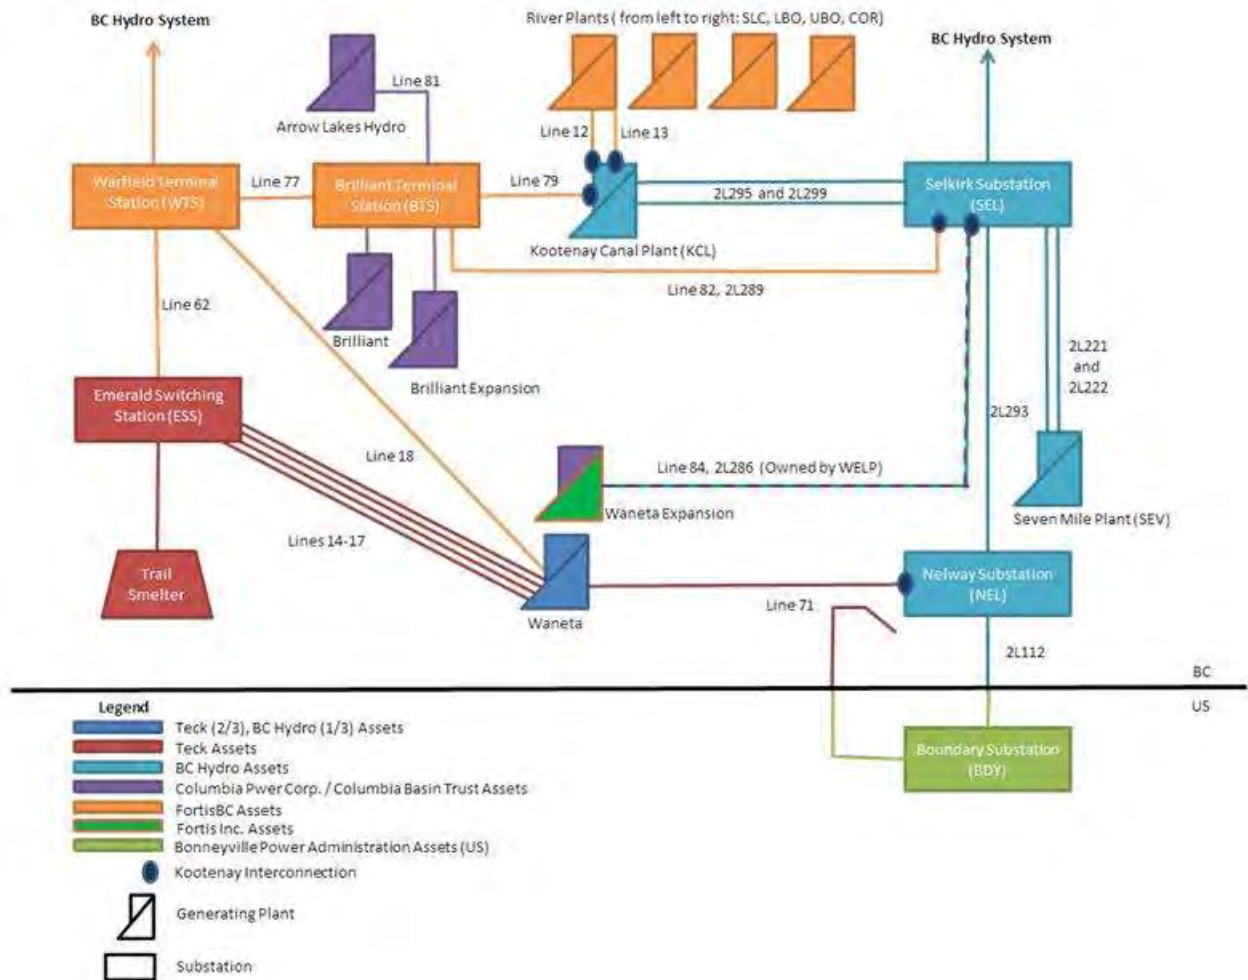 BC Hydro System
River Plants ( from left to right: SLC, LBO, UBO, COR)
BC Hydro System
Line 81
Arrow Lakes Hydro
Line 12
Line 13
Warfield Terminal
Station (WTS)
Line 77
Brilliant Terminal
Station (BTS)
Line 79
2L295 and 2L299
Selkirk Substation
(SEL)
Kootenay Canal Plant (KCL)
Line 82, 2L289
Line 62
Brilliant
Brilliant Expansion
2L221
and
2L222
Emerald Switching
Station (ESS)
2L293
Line 18
Line 84, 2L286 (Owned by WELP)
Waneta Expansion
Seven Mile Plant (SEV)
Lines 14-17
Trail
Smelter
Nelway Substation
(NEL)
Line 71
Waneta
2L112
BC
US
Legend
Teck (2/3), BC Hydro (1/3) Assets
Teck Assets
BC Hydro Assets
Columbia Pwer Corp. / Columbia Basin Trust Assets
FortisBC Assets
Fortis Inc. Assets
Bonneyville Power Administration Assets (US)
Kootenay Interconnection
Generating Plant
Substation
Boundary Substation
(BDY)